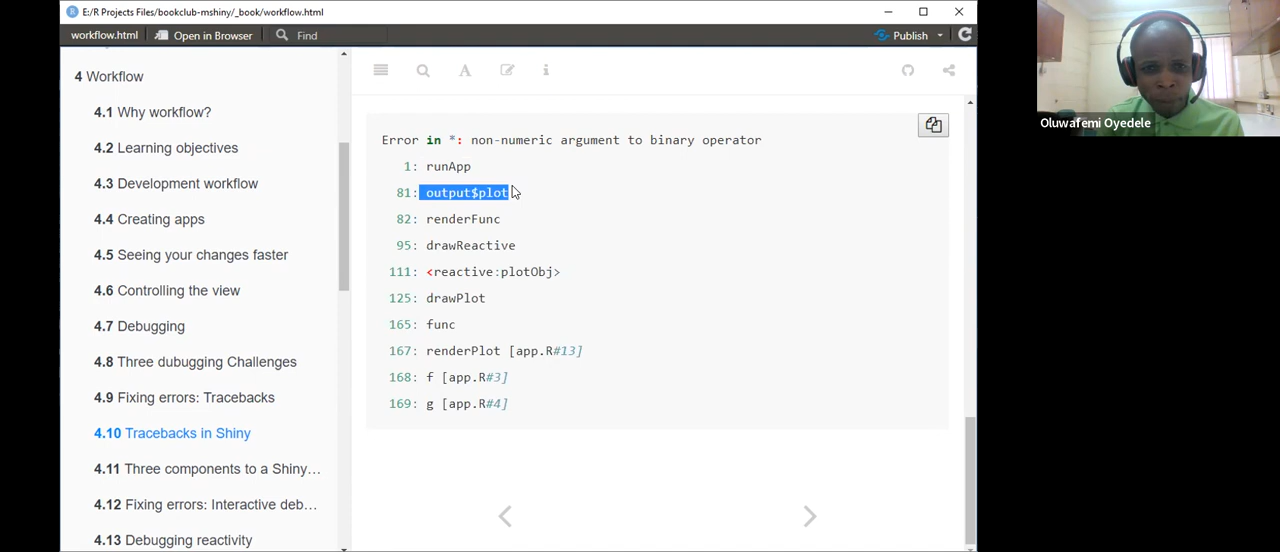 E:/R Projects Files/bookclub-mshiny/_book/workflow.html
workflow.html
Open in Browser
Find
Publish
4 Workflow
4.1 Why workflow?
4.2 Learning objectives
4.3 Development workflow
4.4 Creating apps
4.5 Seeing your changes faster
4.6 Controlling the view
4.7 Debugging
4.8 Three dubugging Challenges
4.9 Fixing errors: Tracebacks
4.10 Tracebacks in Shiny
4.11 Three components to a Shiny…
4.12 Fixing errors: Interactive deb…
4.13 Debugging reactivity
Error in *: non-numeric argument to binary operator
1: runApp
81: output$plot
82: renderFunc
95: drawReactive
111: <reactive:plotObj>
125: drawPlot
165: func
167: renderPlot [app.R#13]
168: f [app.R#3]
169: g [app.R#4]
Oluwafemi Oyedele